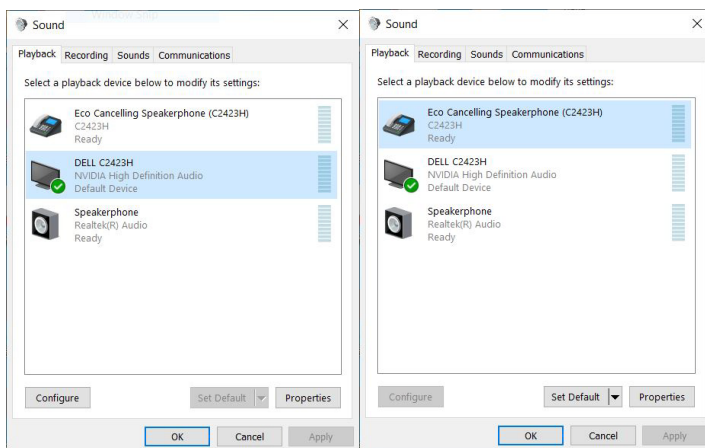 Sound
Playback Recording Sounds Communications
Select a playback device below to modify its settings:
Eco Cancelling Speakerphone (C2423H)
C2423H
Ready
DELL C2423H
NVIDIA High Definition Audio
Default Device
Speakerphone
Realtek(R) Audio
Ready
Configure Set Default Properties
OK Cancel Apply
Sound
Playback Recording Sounds Communications
Select a playback device below to modify its settings:
Eco Cancelling Speakerphone (C2423H)
C2423H
Ready
DELL C2423H
NVIDIA High Definition Audio
Default Device
Speakerphone
Realtek(R) Audio
Ready
Configure Set Default Properties
OK Cancel Apply